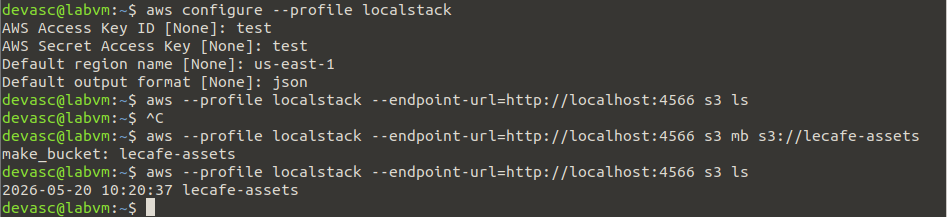 devasc@labvm:~$ aws configure --profile localstack
AWS Access Key ID [None]: test
AWS Secret Access Key [None]: test
Default region name [None]: us-east-1
Default output format [None]: json
devasc@labvm:~$ aws --profile localstack --endpoint-url=http://localhost:4566 s3 ls
devasc@labvm:~$ ^C
devasc@labvm:~$ aws --profile localstack --endpoint-url=http://localhost:4566 s3 mb s3://lecafe-assets
make_bucket: lecafe-assets
devasc@labvm:~$ aws --profile localstack --endpoint-url=http://localhost:4566 s3 ls
2026-05-20 10:20:37 lecafe-assets
devasc@labvm:~$